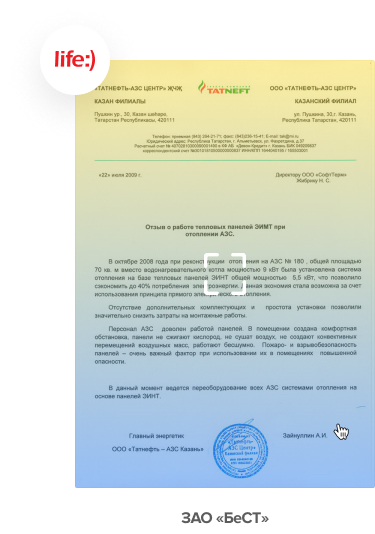 life:)
«ТАТНЕФТЬ-АЗС ЦЕНТР» ҖЧҖ
TATNEFT
ООО «ТАТНЕФТЬ-АЗС ЦЕНТР»
КАЗАН ФИЛИАЛЫ
КАЗАНСКИЙ ФИЛИАЛ
Пушкин ур., 30, Казан шәһәре,
Татарстан Республикасы, 420111
ул. Пушкина, 30,г. Казань,
Республика Татарстан, 420111
«22» июля 2009 г.
Директору ООО «СофтТерм»
Жабрику Н. С.
Отзыв о работе тепловых панелей ЭИМТ при
отоплении АЗС.
В октябре 2008 года при реконструкции отопления на АЗС № 180 , общей площадью
70 кв. м вместо водонагревательного котла мощностью 9 кВт была установлена система
отопления на базе тепловых панелей ЭИНТ общей мощностью 5,5 кВт, что позволило
сэкономить до 40% потребления электроэнергии. Данная экономия стала возможна за счет
использования принципа прямого электрического отопления.
Отсутствие дополнительных комплектующих и простота установки позволили
значительно снизить затраты на монтажные работы.
Персонал АЗС доволен работой панелей. В помещении создана комфортная
обстановка, панели не сжигают кислород, не сушат воздух, не создают конвективных
перемещений воздушных масс, работают бесшумно. Пожаро- и взрывобезопасность
панелей – очень важный фактор при использовании их в помещениях повышенной
опасности.
В данный момент ведется переоборудование всех АЗС системами отопления на
основе панелей ЭИНТ.
Главный энергетик
ООО «Татнефть – АЗС Казань»
Зайнуллин А.И.
ЗАО «БеСТ»